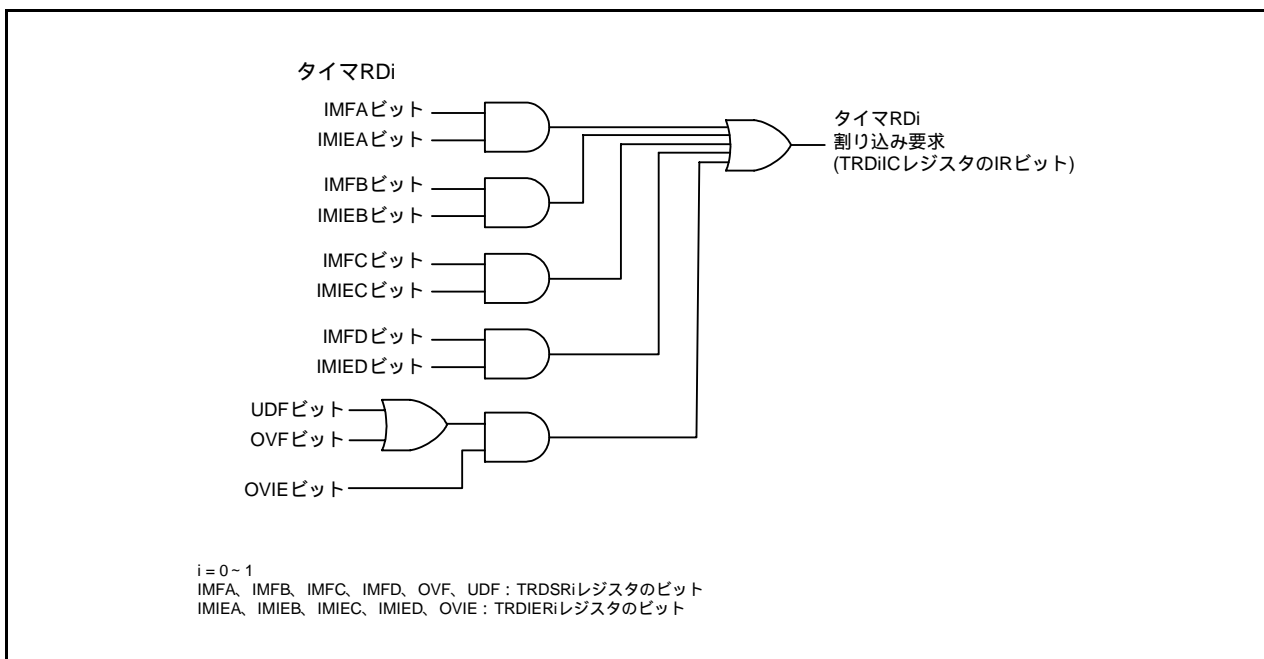 タイマRDi
IMFAビット
IMIEAビット
IMFBビット
IMIEBビット
IMFCビット
IMIECビット
IMFDビット
IMIEDビット
UDFビット
OVFビット
OVIEビット
タイマRDi
割り込み要求
(TRDiICレジスタのIRビット)
i = 0 ~ 1
IMFA、IMFB、IMFC、IMFD、OVF、UDF : TRDSRiレジスタのビット
IMIEA、IMIEB、IMIEC、IMIED、OVIE : TRDIERiレジスタのビット